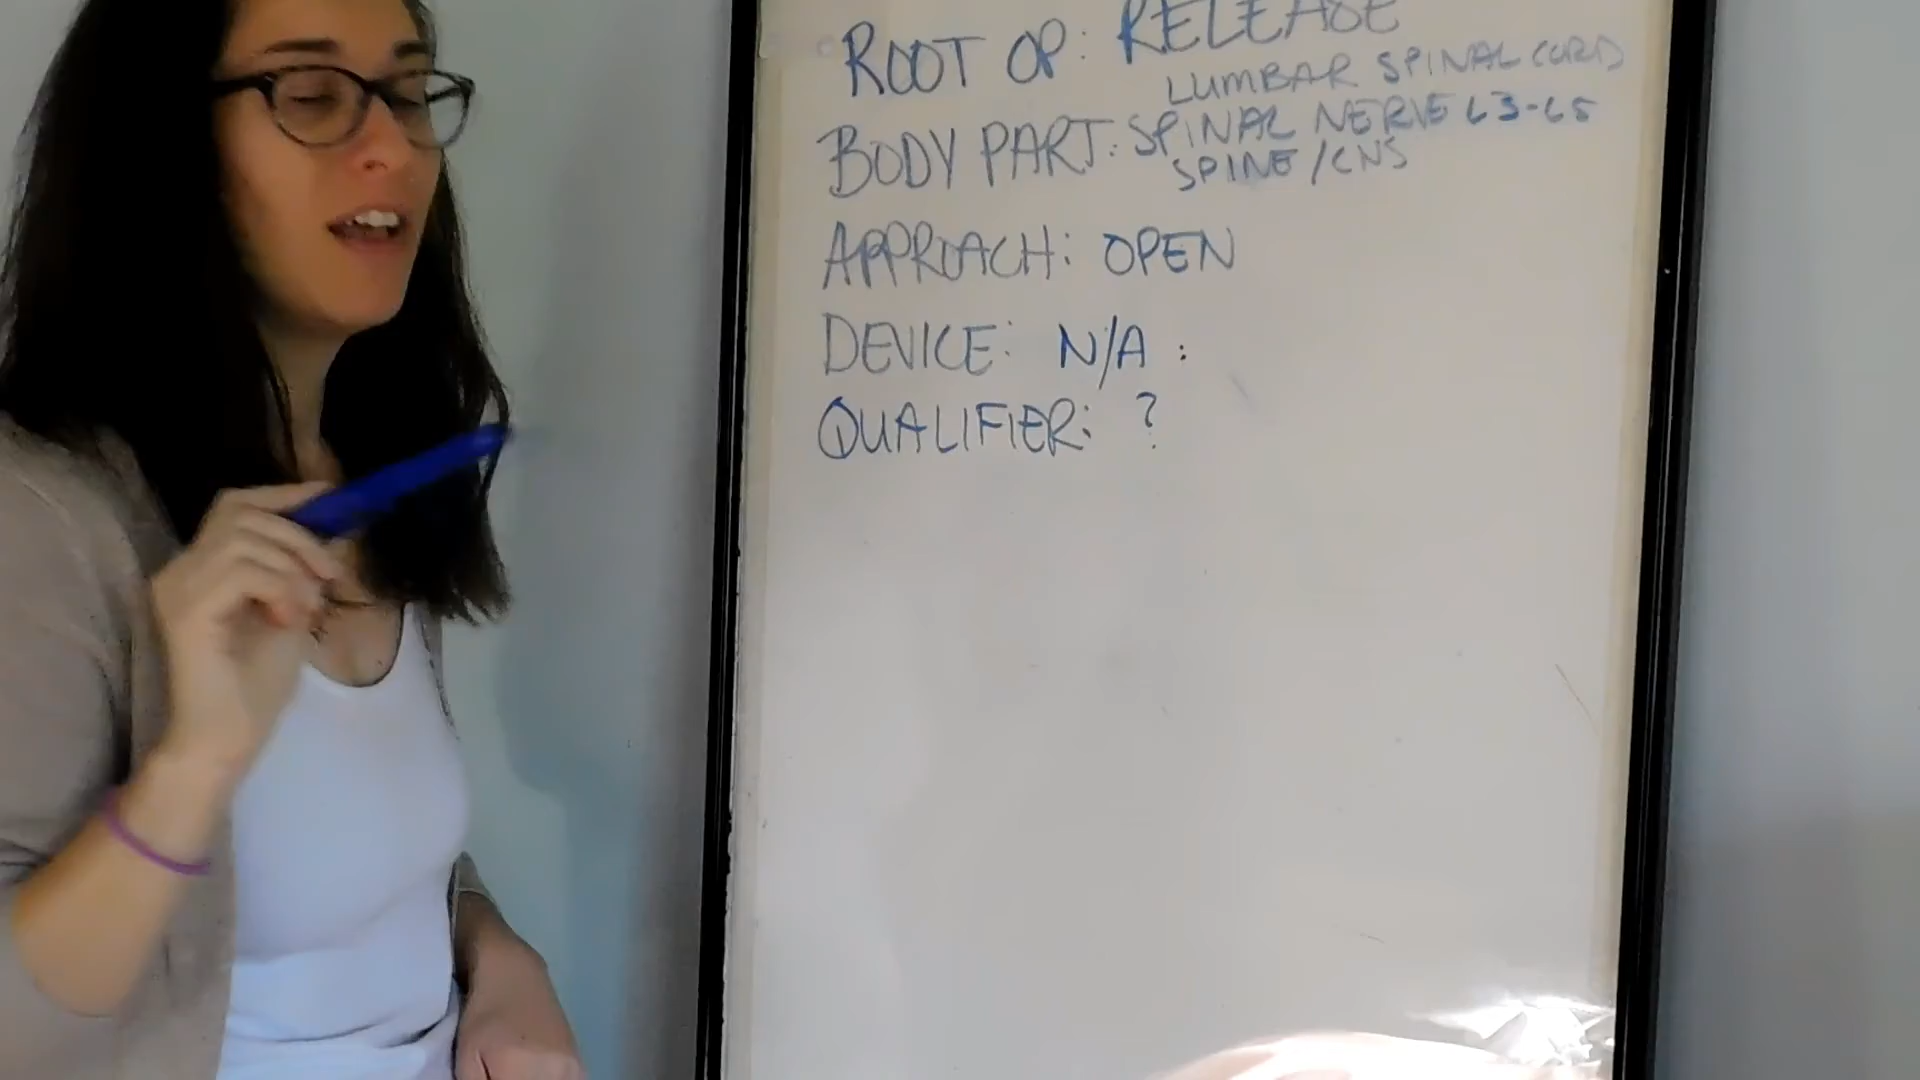 ROOT OP: RELEASE
LUMBAR SPINAL CORD
BODY PART: SPINAL NERVE L3-L5
SPINE/CNS
APPROACH: OPEN
DEVICE: N/A :
QUALIFIER: ?